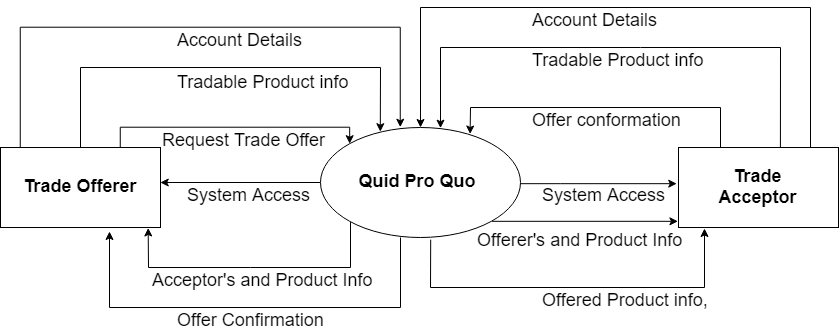 Account Details
Account Details
Tradable Product info
Tradable Product info
Request Trade Offer
Offer conformation
Trade Offerer
Quid Pro Quo
Trade
Acceptor
System Access
System Access
Offerer's and Product Info
Acceptor's and Product Info
Offered Product info,
Offer Confirmation